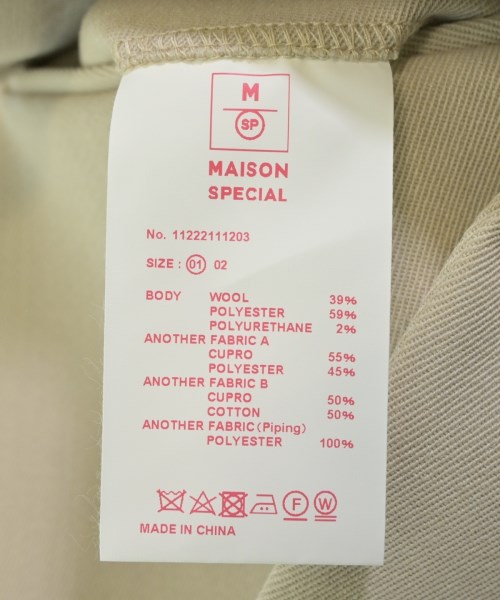 M
SP
MAISON
SPECIAL
No. 11222111203
SIZE : 01 02
BODY WOOL 39%
POLYESTER 59%
POLYURETHANE 2%
ANOTHER FABRIC A
CUPRO 55%
POLYESTER 45%
ANOTHER FABRIC B
CUPRO 50%
COTTON 50%
ANOTHER FABRIC(Piping)
POLYESTER 100%
F W
MADE IN CHINA